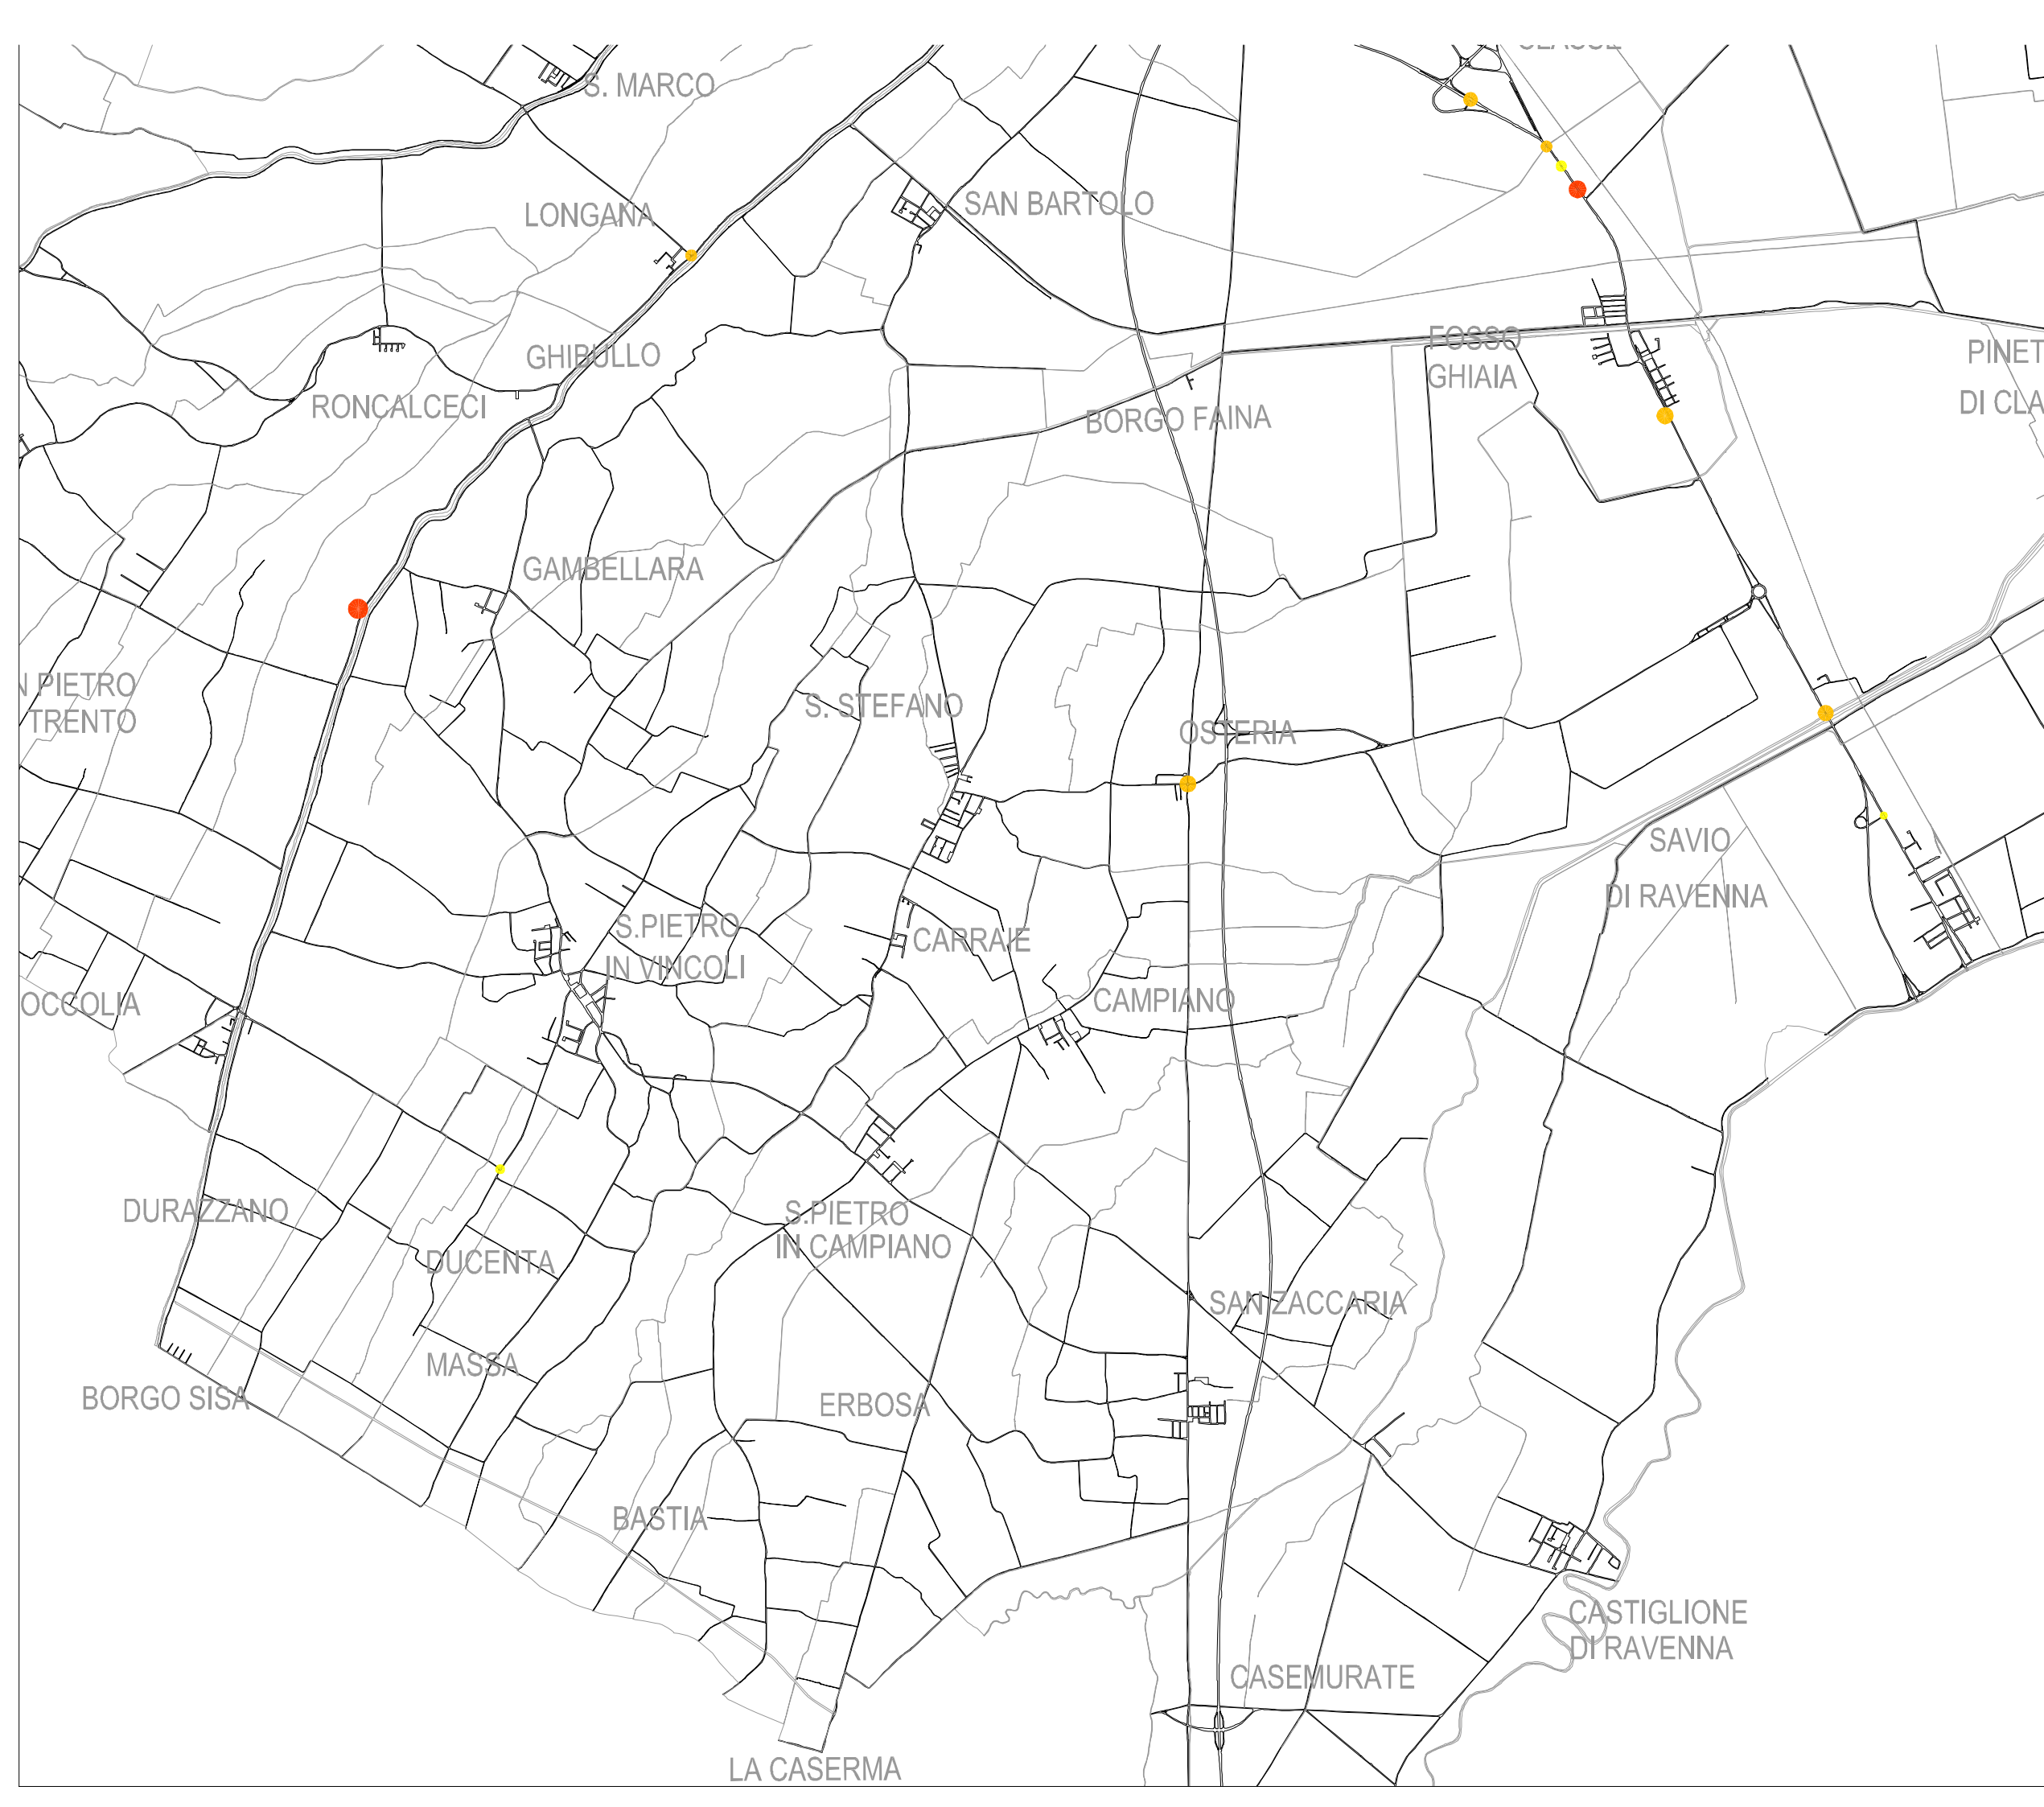 S. MARCO
LONGANA
SAN BARTOLO
GHIBULLO
FOSSO
GHIAIA
PINET
DI CLA
RONCALCECI
BORGO FAINA
GAMBELLARA
N PIETRO
TRENTO
S. STEFANO
OSTERIA
SAVIO
DI RAVENNA
S.PIETRO
IN VINCOLI
CARRAIE
OCCOLIA
CAMPIANO
DURAZZANO
DUCENTA
S.PIETRO
IN CAMPIANO
SAN ZACCARIA
MASSA
BORGO SISA
ERBOSA
BASTIA
CASTIGLIONE
DI RAVENNA
CASEMURATE
LA CASERMA